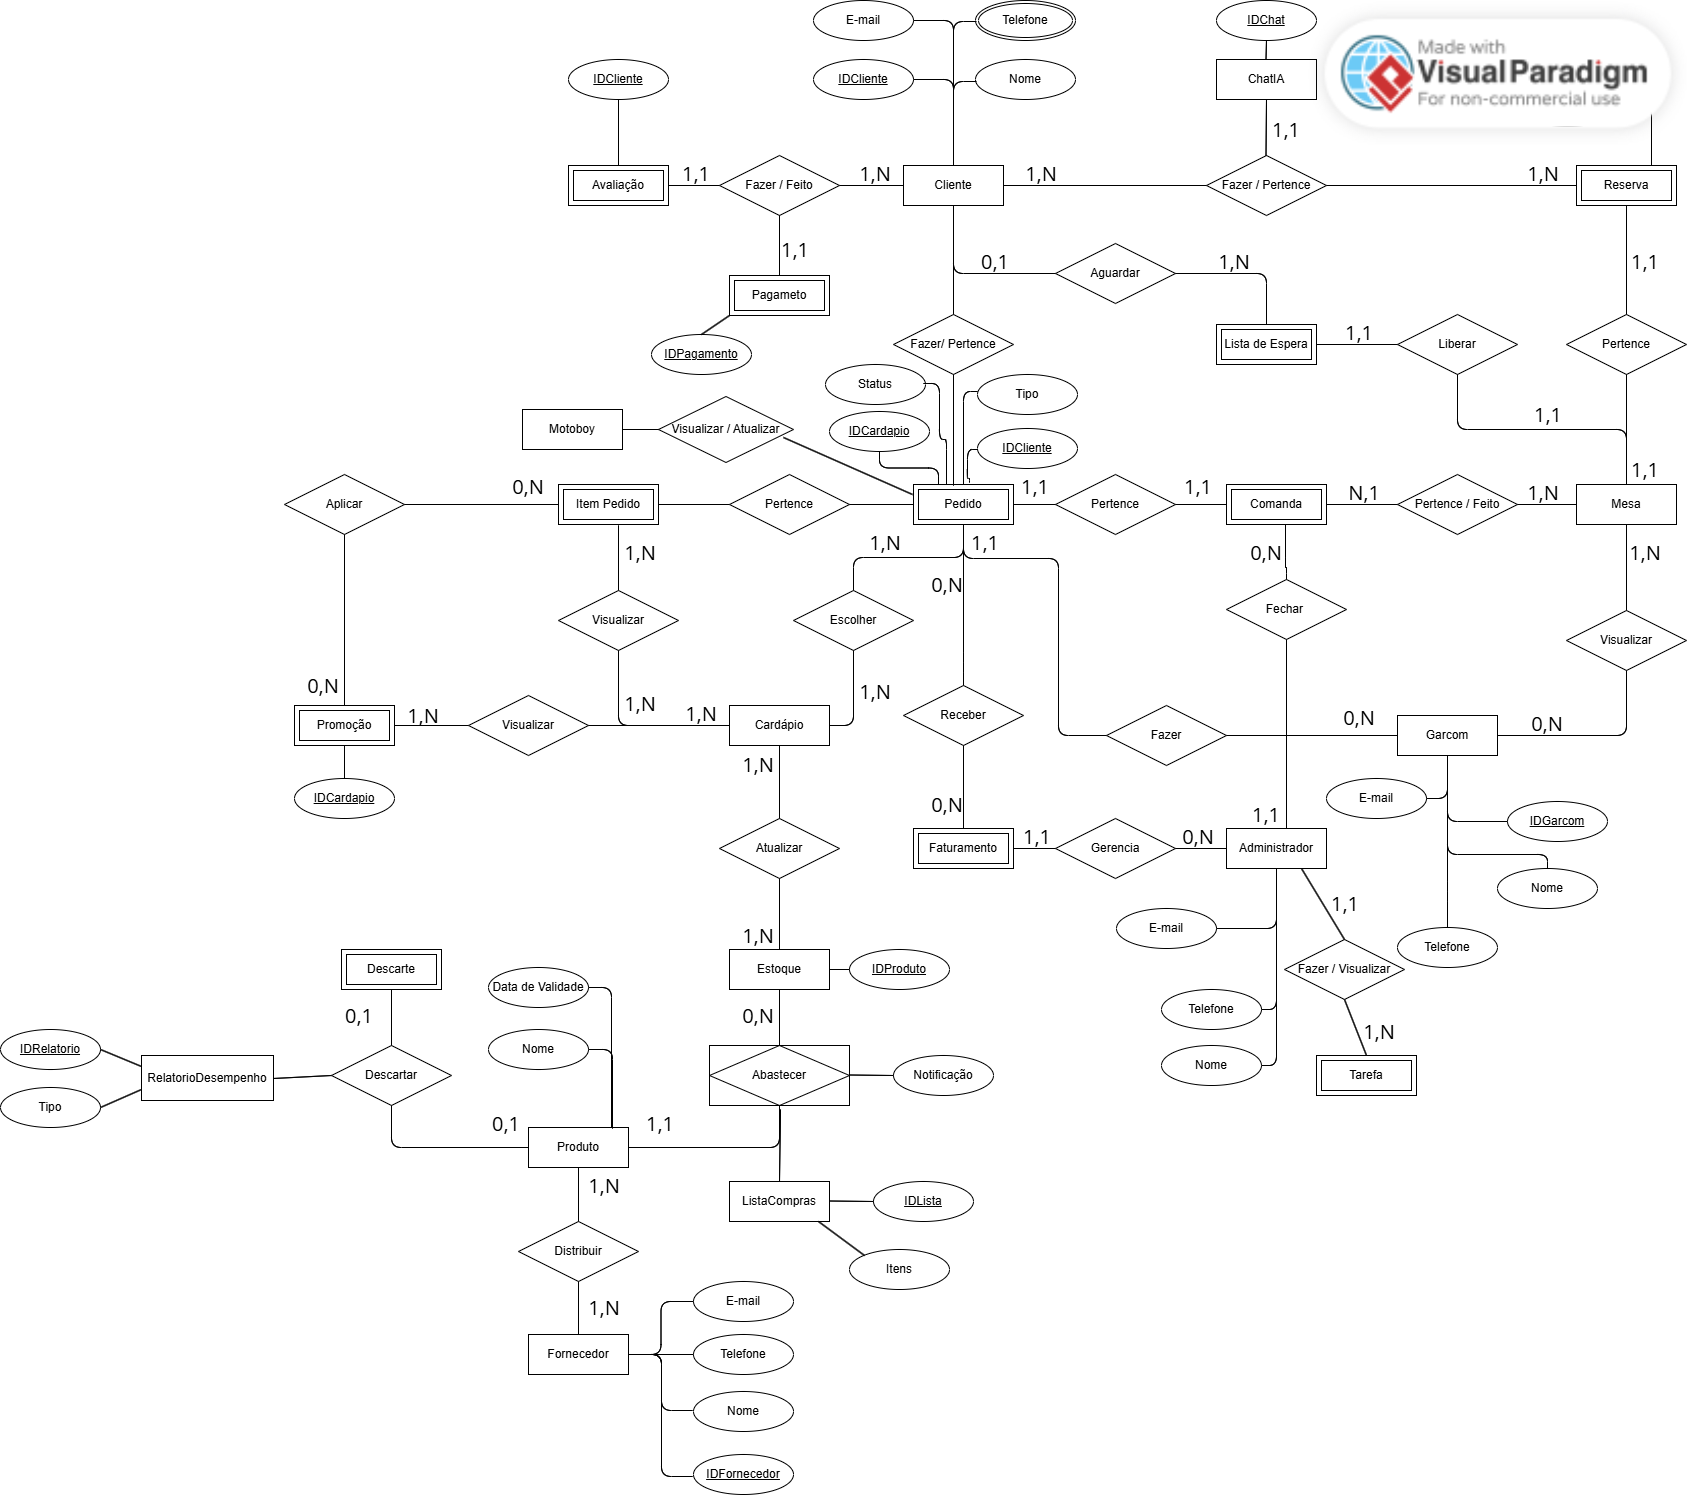 E-mail
Telefone
IDChat
Made with
VisualParadigm
For non-commercial use
IDCliente
IDCliente
Nome
ChatIA
1,1
Avaliação
1,1
Fazer / Feito
1,N
Cliente
1,N
Fazer / Pertence
1,N
Reserva
1,1
0,1
Aguardar
1,N
1,1
Pagameto
IDPagamento
Fazer/ Pertence
Lista de Espera
1,1
Liberar
Pertence
Status
Tipo
1,1
Motoboy
Visualizar / Atualizar
IDCardapio
IDCliente
1,1
Aplicar
0,N
Item Pedido
Pertence
Pedido
1,1
Pertence
1,1
Comanda
N,1
Pertence / Feito
1,N
Mesa
1,N
1,N
1,1
0,N
0,N
1,N
Visualizar
Escolher
Fechar
Visualizar
0,N
1,N
1,N
Promoção
1,N
Visualizar
1,N
Cardápio
Receber
Fazer
0,N
Garcom
0,N
1,N
IDCardapio
E-mail
IDGarcom
0,N
1,1
Atualizar
Faturamento
1,1
Gerencia
0,N
Administrador
Nome
1,1
E-mail
Telefone
1,N
Descarte
Data de Validade
Estoque
IDProduto
Fazer / Visualizar
0,1
0,N
Telefone
1,N
IDRelatorio
Nome
Nome
RelatorioDesempenho
Descartar
Abastecer
Notificação
Tarefa
Tipo
0,1
Produto
1,1
1,N
ListaCompras
IDLista
Distribuir
Itens
1,N
E-mail
Fornecedor
Telefone
Nome
IDFornecedor